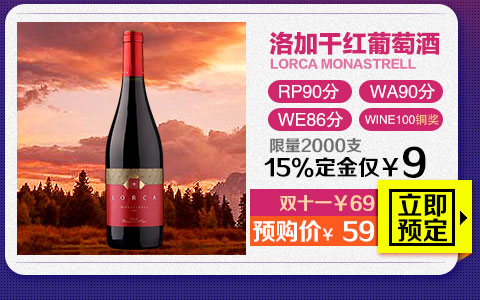 洛加干红葡萄酒
LORCA MONASTRELL
RP90分 WA90分
WE86分 WINE100铜奖
限量2000支
15%定金仅￥9
双十一￥69
预购价￥59
立即
预定
LORCA
MONASTRELL